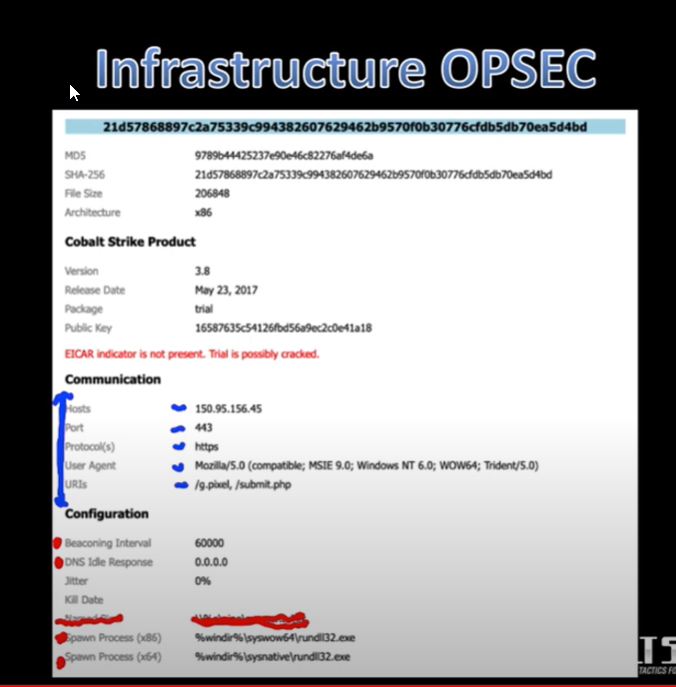 Infrastructure OPSEC
21d57868897c2a75339c994382607629462b9570f0b30776cfdb5db70ea5d4bd
MD5 9789b44425237e90e46c82276af4de6a
SHA-256 21d57868897c2a75339c994382607629462b9570f0b30776cfdb5db70ea5d4bd
File Size 206848
Architecture x86
Cobalt Strike Product
Version 3.8
Release Date May 23, 2017
Package trial
Public Key 16587635c54126fbd56a9ec2c0e41a18
EICAR indicator is not present. Trial is possibly cracked.
Communication
Hosts 150.95.156.45
Port 443
Protocol(s) https
User Agent Mozilla/5.0 (compatible; MSIE 9.0; Windows NT 6.0; WOW64; Trident/5.0)
URIs /g.pixel, /submit.php
Configuration
Beaconing Interval 60000
DNS Idle Response 0.0.0.0
Jitter 0%
Kill Date
Spawn Process (x86) %windir%\syswow64\rundll32.exe
Spawn Process (x64) %windir%\sysnative\rundll32.exe
TACTICS